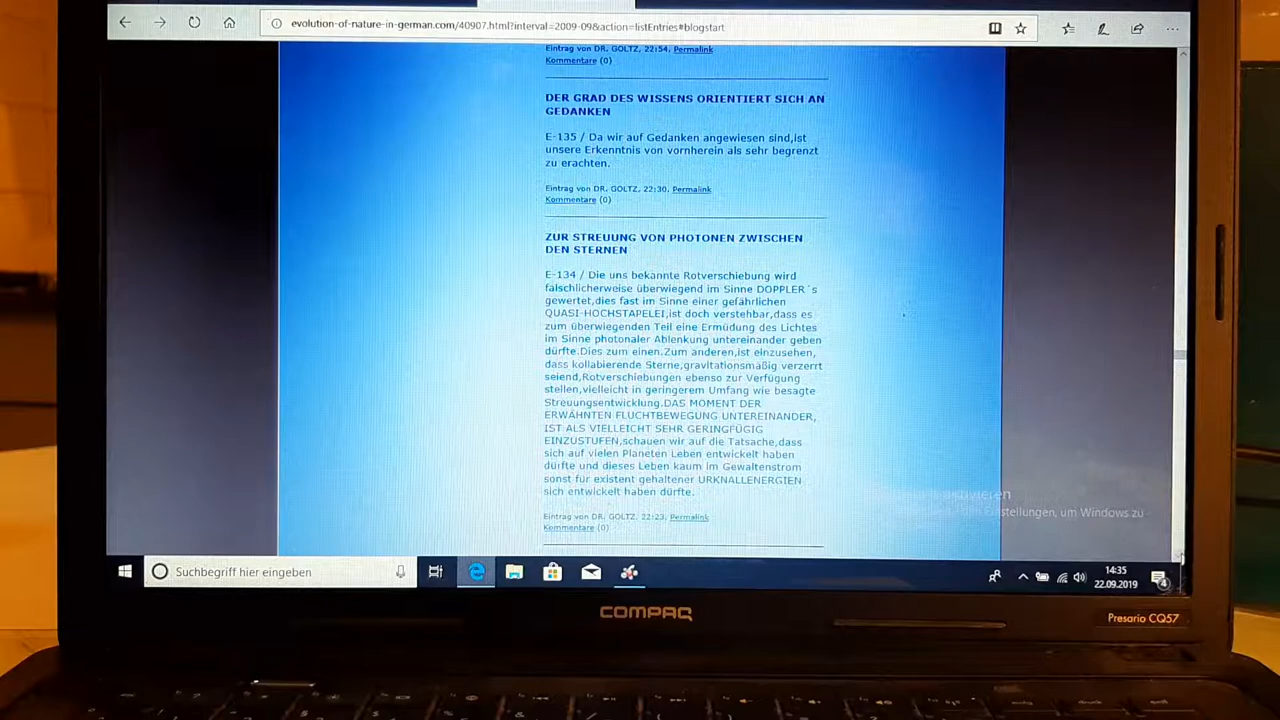 evolution-of-nature-in-german.com/40907.html?interval=2009-09&action=listEntries#blogstart
Eintrag von DR. GOLTZ, 22:54, Permalink
Kommentare (0)
DER GRAD DES WISSENS ORIENTIERT SICH AN
GEDANKEN
E-135 / Da wir auf Gedanken angewiesen sind,ist
unsere Erkenntnis von vornherein als sehr begrenzt
zu erachten.
Eintrag von DR. GOLTZ, 22:30, Permalink
Kommentare (0)
ZUR STREUUNG VON PHOTONEN ZWISCHEN
DEN STERNEN
E-134 / Die uns bekannte Rotverschiebung wird
fälschlicherweise überwiegend im Sinne DOPPLER´s
gewertet,dies fast im Sinne einer gefährlichen
QUASI-HOCHSTAPELEI,ist doch verstehbar,dass es
zum überwiegenden Teil eine Ermüdung des Lichtes
im Sinne photonaler Ablenkung untereinander geben
dürfte.Dies zum einen.Zum anderen,ist einzusehen,
dass kollabierende Sterne,gravitationsmäßig verzerrt
seiend,Rotverschiebungen ebenso zur Verfügung
stellen,vielleicht in geringerem Umfang wie besagte
Streuungsentwicklung.DAS MOMENT DER
ERWÄHNTEN FLUCHTBEWEGUNG UNTEREINANDER,
IST ALS VIELLEICHT SEHR GERINGFÜGIG
EINZUSTUFEN,schauen wir auf die Tatsache,dass
sich auf vielen Planeten Leben entwickelt haben
dürfte und dieses Leben kaum im Gewaltenstrom
sonst für existent gehaltener URKNALLENERGIEN
sich entwickelt haben dürfte.
Eintrag von DR. GOLTZ, 22:23, Permalink
Kommentare (0)
aktivieren
Einstellungen, um Windows zu
Suchbegriff hier eingeben
14:35
22.09.2019
4
COMPAQ
Presario CQ57